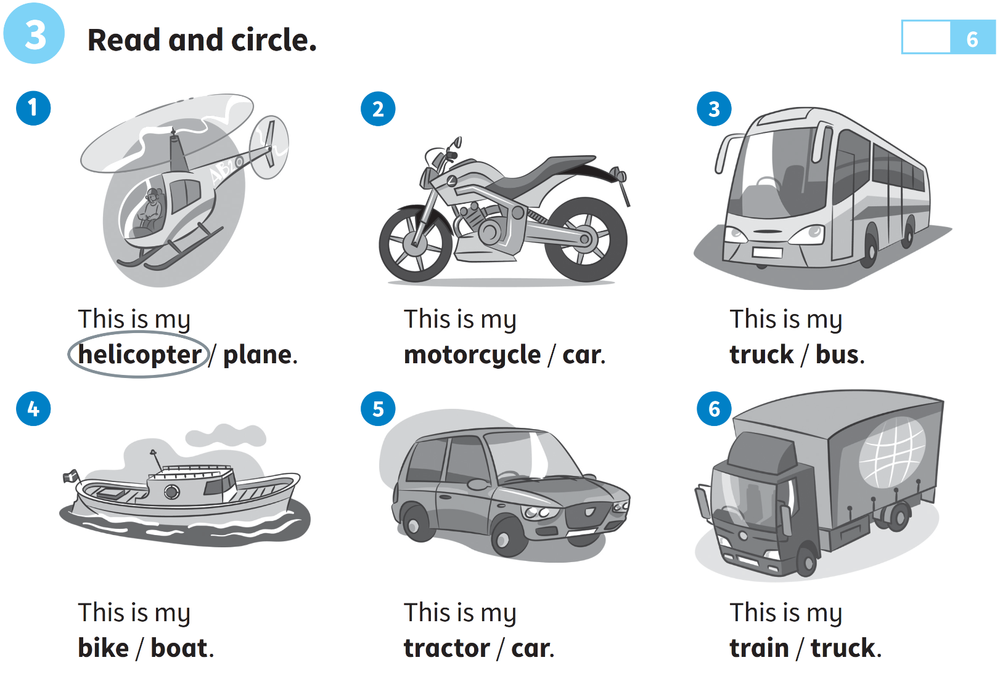 3 Read and circle. 6
1 2 3
AB20
This is my This is my This is my
helicopter / plane. motorcycle / car. truck / bus.
4 5 6
This is my This is my This is my
bike / boat. tractor / car. train / truck.